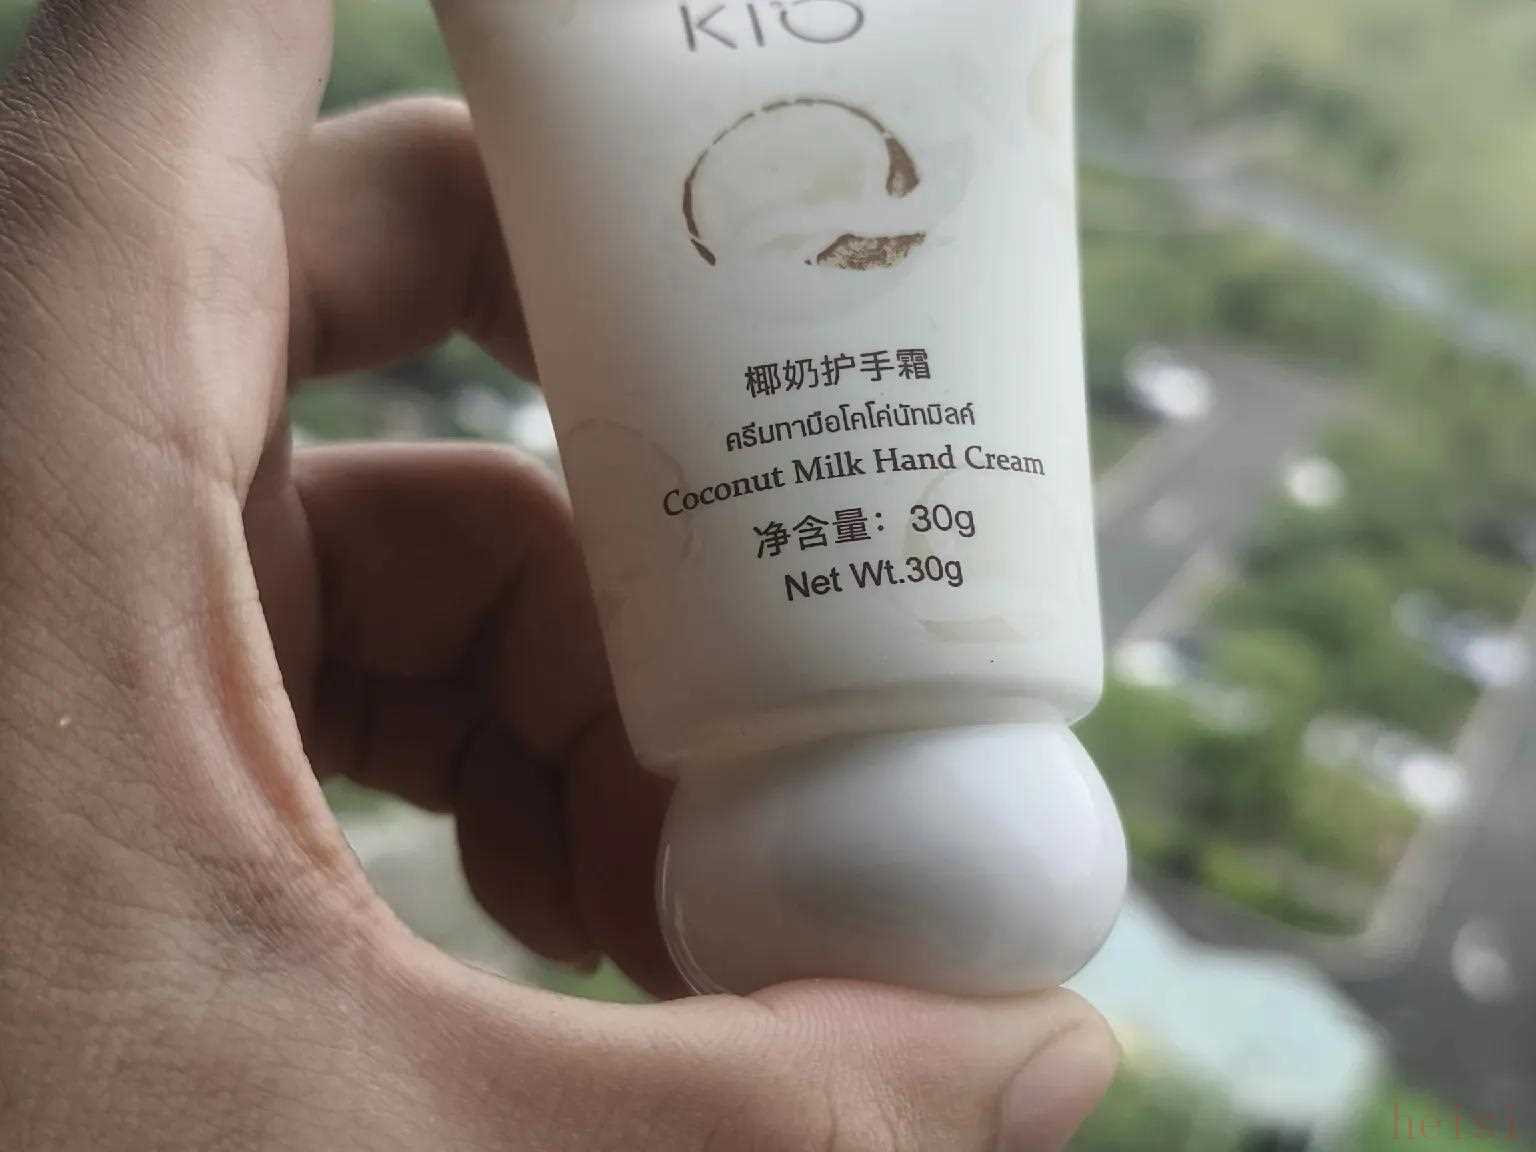 KIO
椰奶护手霜
ครีมทามือโคโค่นัทมิลค์
Coconut Milk Hand Cream
净含量：30g
Net Wt.30g
heizi